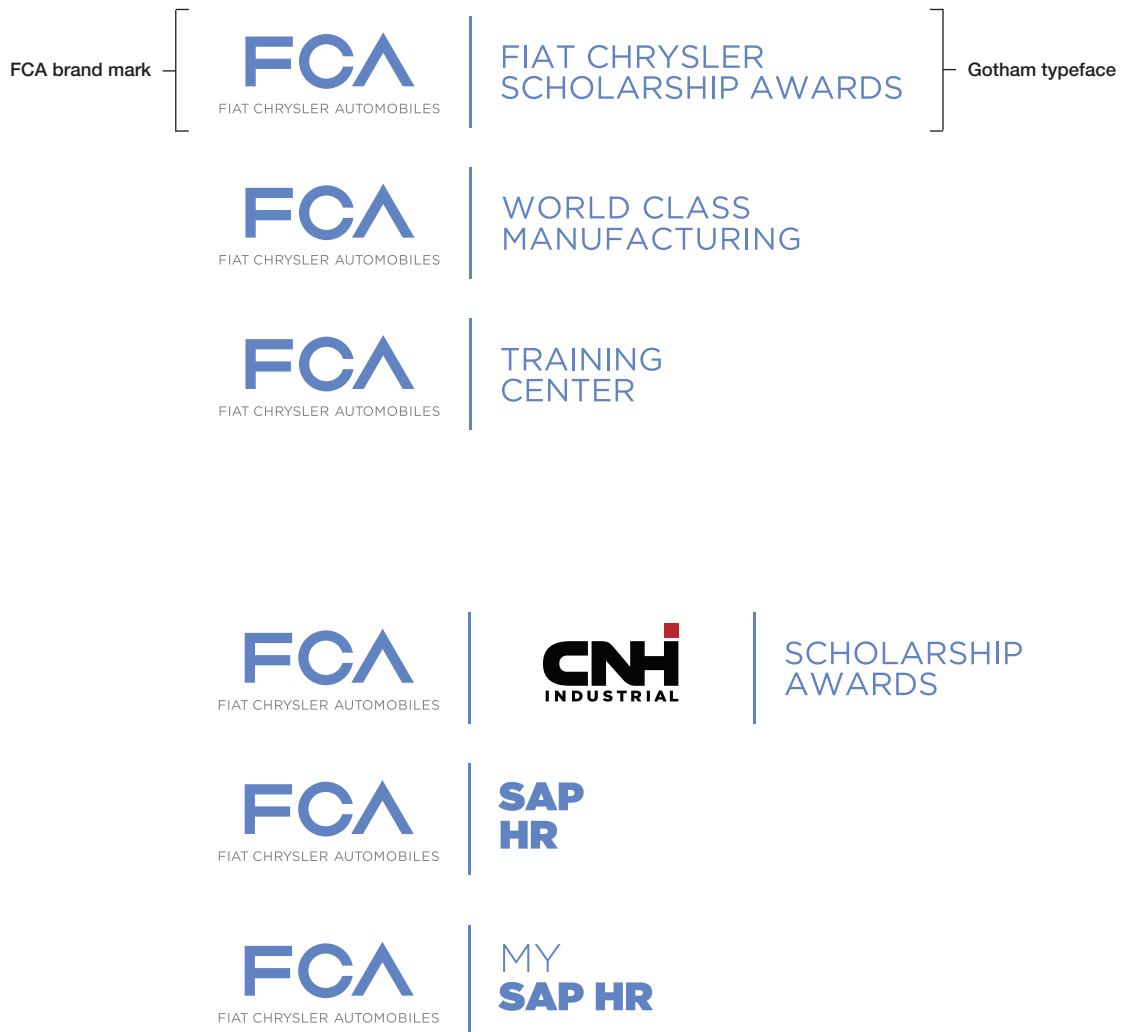 FCA brand mark
FCA
FIAT CHRYSLER AUTOMOBILES
FIAT CHRYSLER
SCHOLARSHIP AWARDS
Gotham typeface
FCA
FIAT CHRYSLER AUTOMOBILES
WORLD CLASS
MANUFACTURING
FCA
FIAT CHRYSLER AUTOMOBILES
TRAINING
CENTER
FCA
FIAT CHRYSLER AUTOMOBILES
CNH
INDUSTRIAL
SCHOLARSHIP
AWARDS
FCA
FIAT CHRYSLER AUTOMOBILES
SAP
HR
FCA
FIAT CHRYSLER AUTOMOBILES
MY
SAP HR